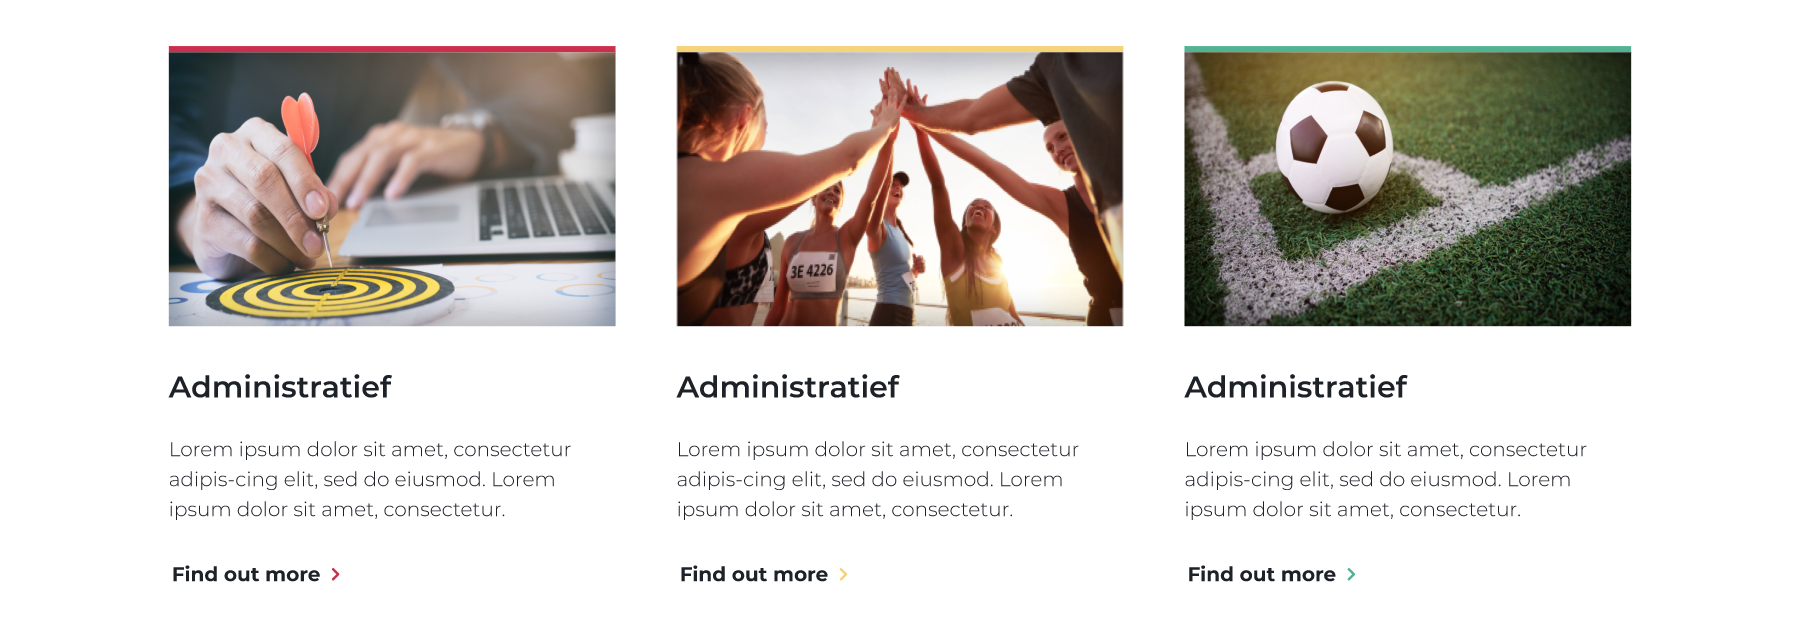 3E 4226
Administratief
Lorem ipsum dolor sit amet, consectetur
adipis-cing elit, sed do eiusmod. Lorem
ipsum dolor sit amet, consectetur.
Find out more
Administratief
Lorem ipsum dolor sit amet, consectetur
adipis-cing elit, sed do eiusmod. Lorem
ipsum dolor sit amet, consectetur.
Find out more
Administratief
Lorem ipsum dolor sit amet, consectetur
adipis-cing elit, sed do eiusmod. Lorem
ipsum dolor sit amet, consectetur.
Find out more